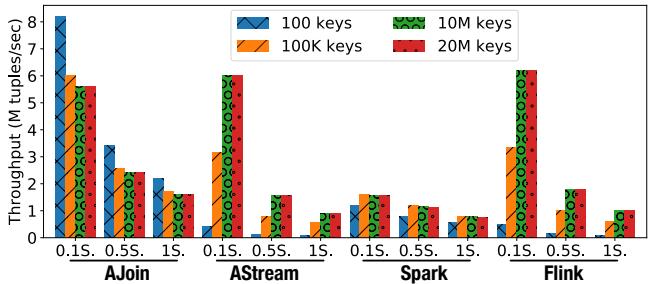 Throughput (M tuples/sec)
8
7
6
5
4
3
2
1
0
100 keys
100K keys
10M keys
20M keys
0.1S. 0.5S. 1S. 0.1S. 0.5S. 1S. 0.1S. 0.5S. 1S. 0.1S. 0.5S. 1S.
AJoin AStream Spark Flink